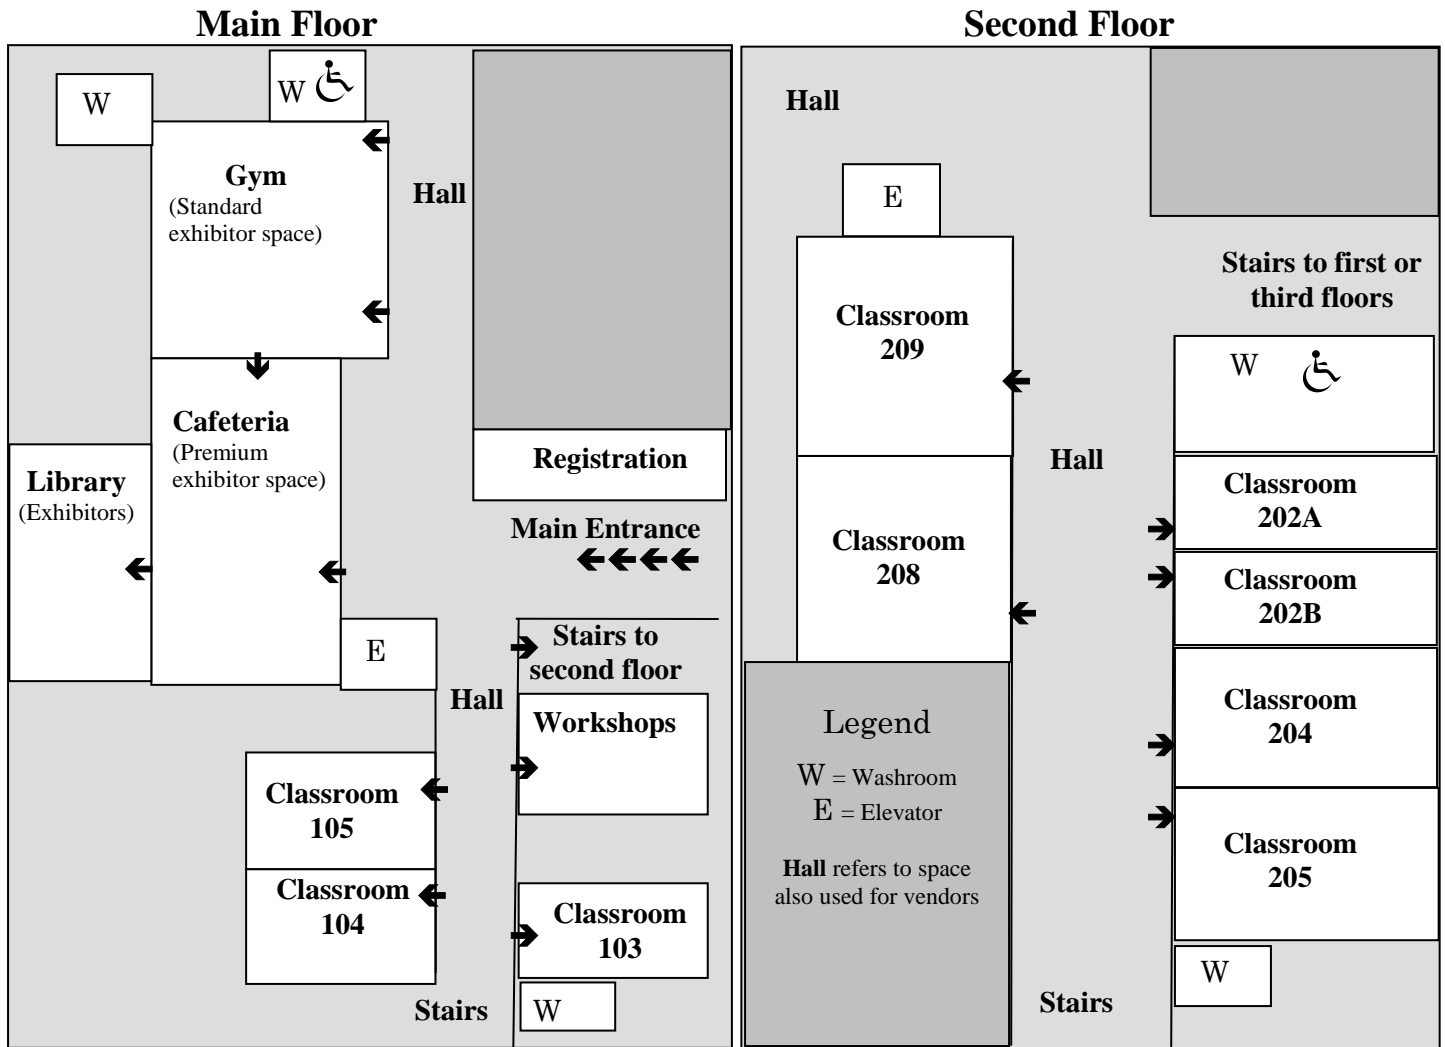 Main Floor
W
W
Gym
(Standard
exhibitor space)
Hall
Cafeteria
(Premium
exhibitor space)
Library
(Exhibitors)
Registration
Main Entrance
E
Stairs to
second floor
Hall
Workshops
Classroom
105
Classroom
104
Classroom
103
Stairs
W
Second Floor
Hall
E
Stairs to first or
third floors
Classroom
209
W
Hall
Classroom
202A
Classroom
208
Classroom
202B
Classroom
204
Legend
W = Washroom
E = Elevator
Hall refers to space
also used for vendors
Classroom
205
W
Stairs